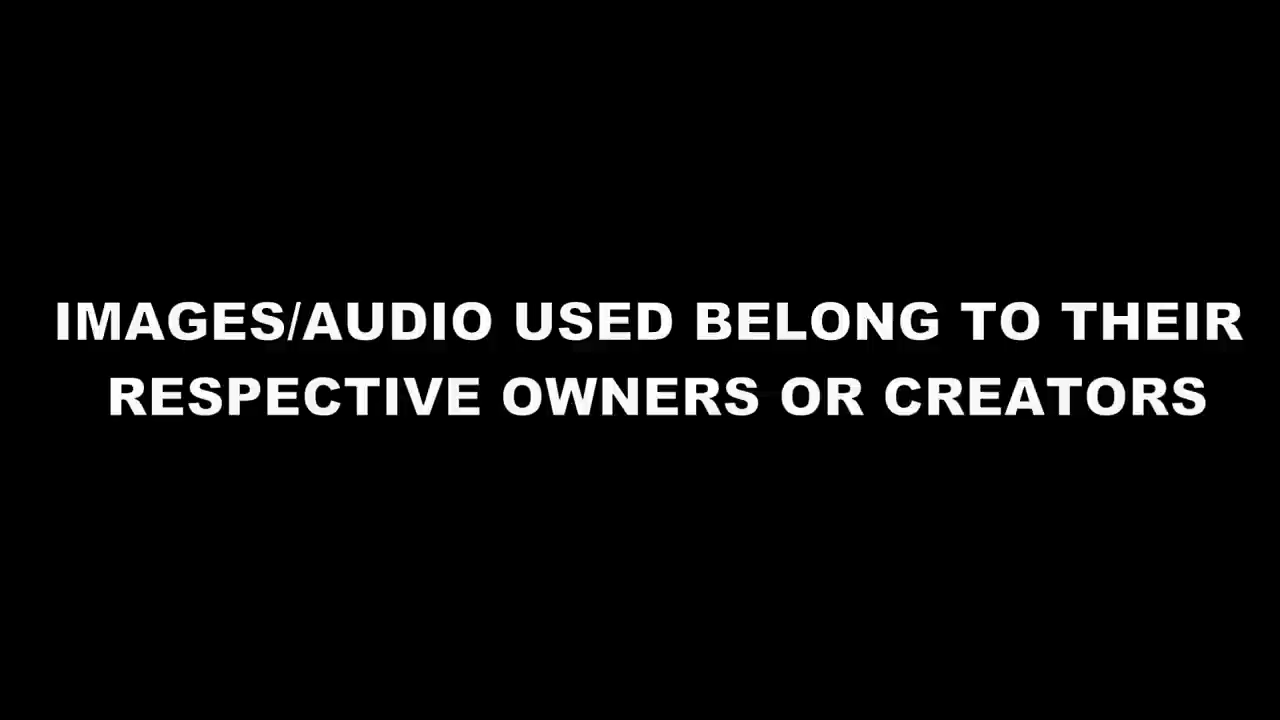 IMAGES/AUDIO USED BELONG TO THEIR
RESPECTIVE OWNERS OR CREATORS